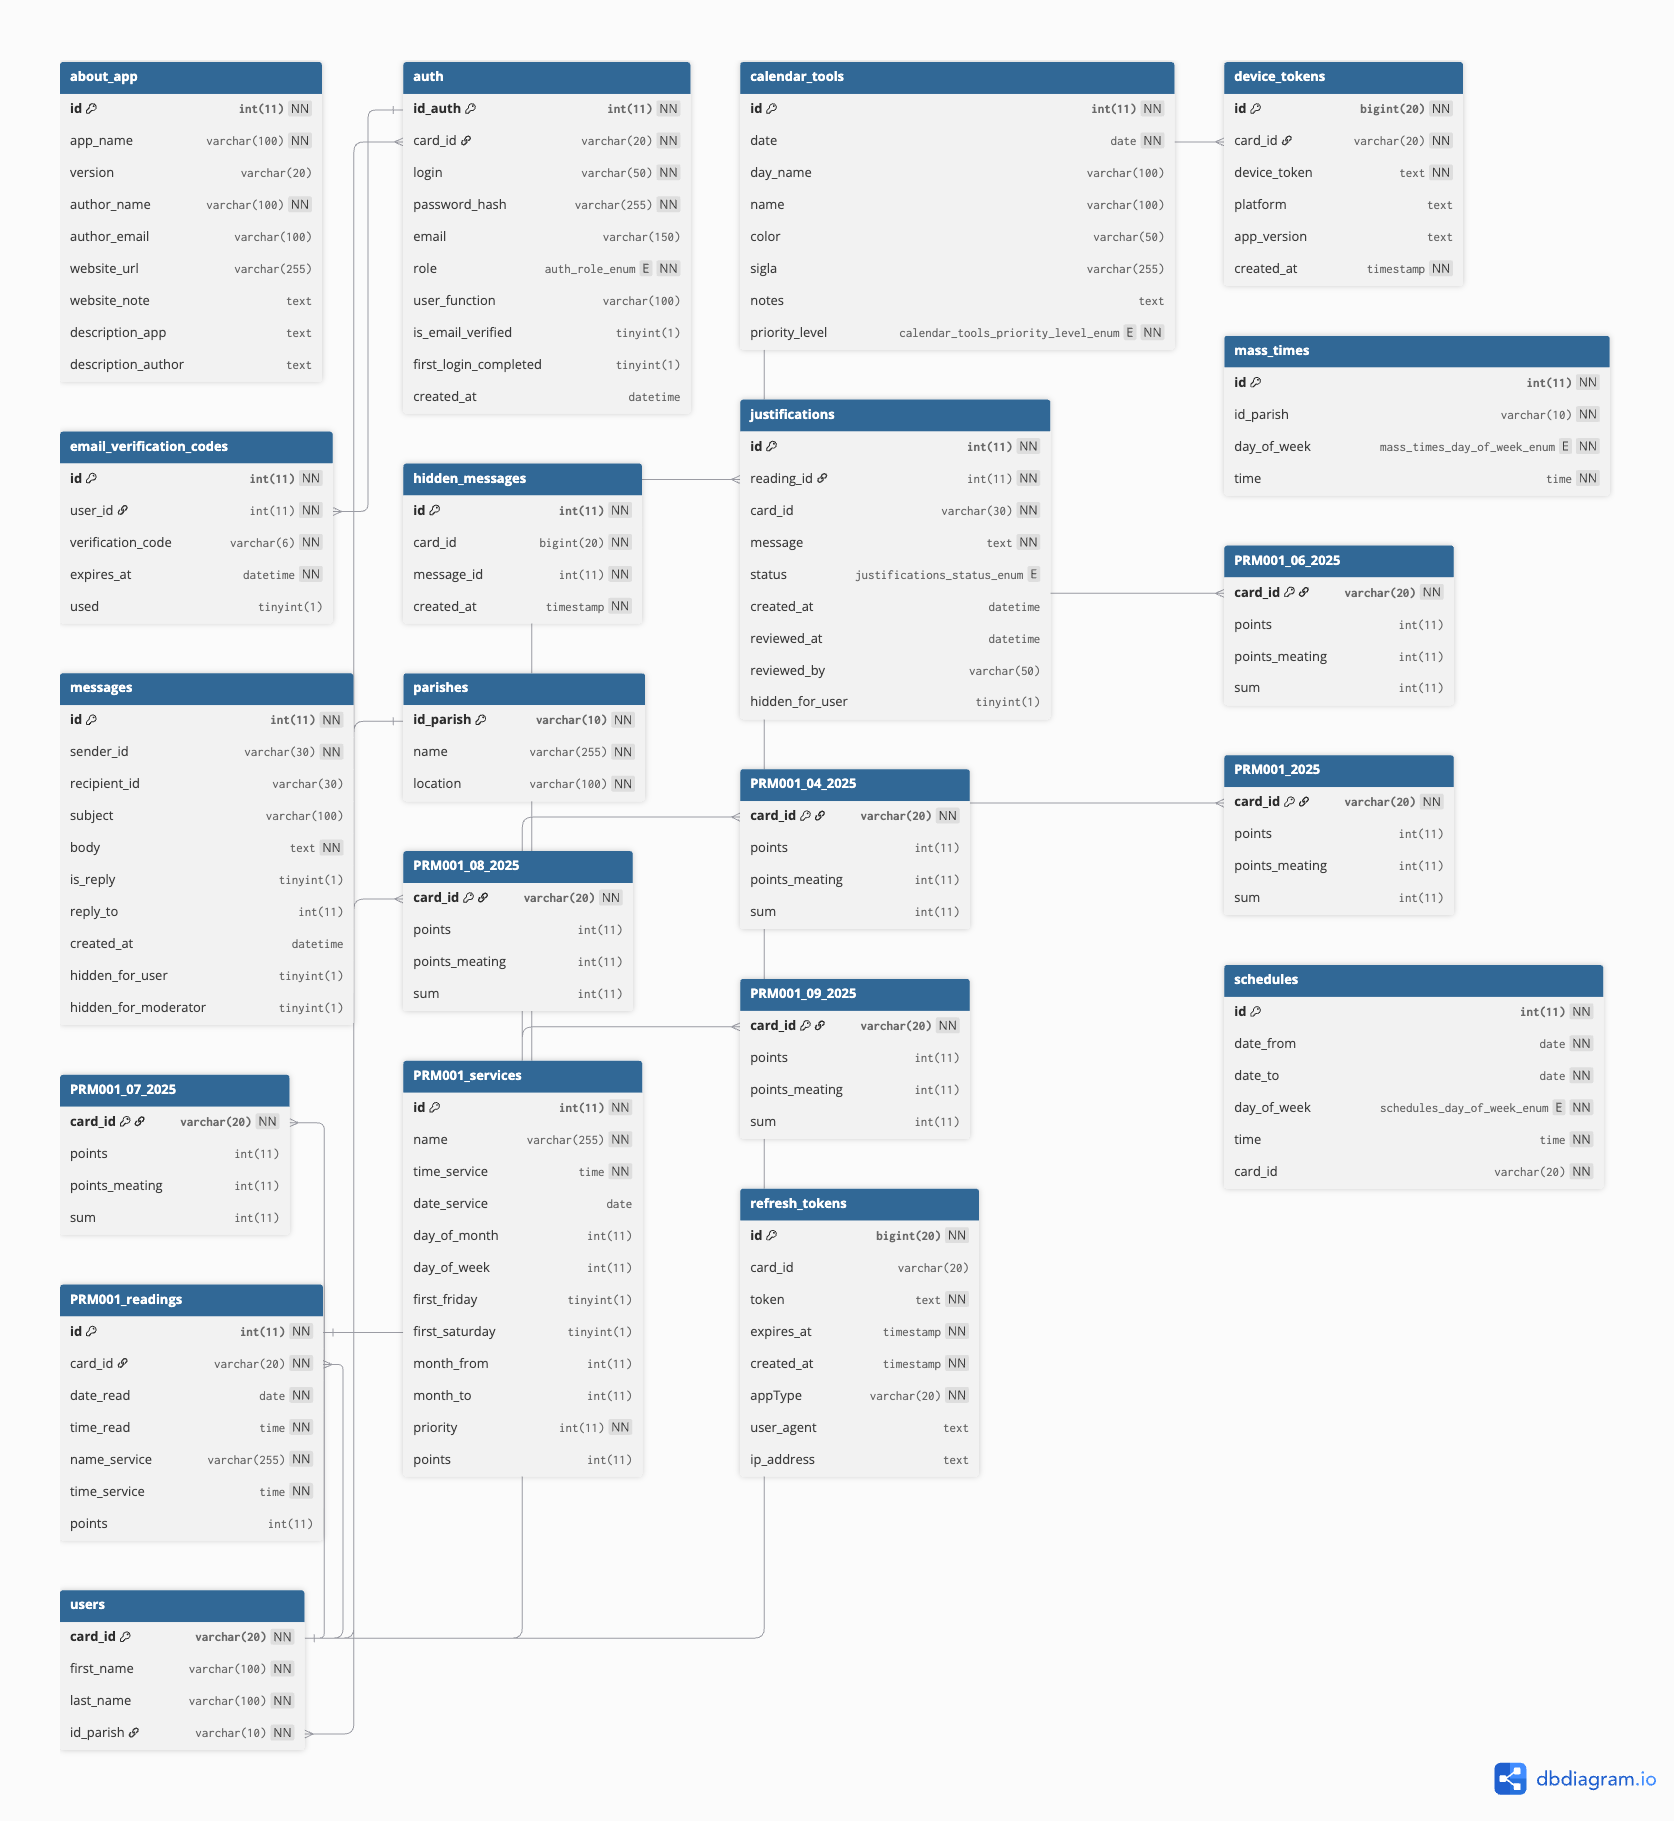 about_app
id int(11) NN
app_name varchar(100) NN
version varchar(20)
author_name varchar(100) NN
author_email varchar(100)
website_url varchar(255)
website_note text
description_app text
description_author text
email_verification_codes
id int(11) NN
user_id int(11) NN
verification_code varchar(6) NN
expires_at datetime NN
used tinyint(1)
messages
id int(11) NN
sender_id varchar(30) NN
recipient_id varchar(30)
subject varchar(100)
body text NN
is_reply tinyint(1)
reply_to int(11)
created_at datetime
hidden_for_user tinyint(1)
hidden_for_moderator tinyint(1)
PRM001_07_2025
card_id varchar(20) NN
points int(11)
points_meating int(11)
sum int(11)
PRM001_readings
id int(11) NN
card_id varchar(20) NN
date_read date NN
time_read time NN
name_service varchar(255) NN
time_service time NN
points int(11)
users
card_id varchar(20) NN
first_name varchar(100) NN
last_name varchar(100) NN
id_parish varchar(10) NN
auth
id_auth int(11) NN
card_id varchar(20) NN
login varchar(50) NN
password_hash varchar(255) NN
email varchar(150)
role auth_role_enum E NN
user_function varchar(100)
is_email_verified tinyint(1)
first_login_completed tinyint(1)
created_at datetime
hidden_messages
id int(11) NN
card_id bigint(20) NN
message_id int(11) NN
created_at timestamp NN
parishes
id_parish varchar(10) NN
name varchar(255) NN
location varchar(100) NN
PRM001_08_2025
card_id varchar(20) NN
points int(11)
points_meating int(11)
sum int(11)
PRM001_services
id int(11) NN
name varchar(255) NN
time_service time NN
date_service date
day_of_month int(11)
day_of_week int(11)
first_friday tinyint(1)
first_saturday tinyint(1)
month_from int(11)
month_to int(11)
priority int(11) NN
points int(11)
calendar_tools
id int(11) NN
date date NN
day_name varchar(100)
name varchar(100)
color varchar(50)
sigla varchar(255)
notes text
priority_level calendar_tools_priority_level_enum E NN
justifications
id int(11) NN
reading_id int(11) NN
card_id varchar(30) NN
message text NN
status justifications_status_enum E
created_at datetime
reviewed_at datetime
reviewed_by varchar(50)
hidden_for_user tinyint(1)
PRM001_04_2025
card_id varchar(20) NN
points int(11)
points_meating int(11)
sum int(11)
PRM001_09_2025
card_id varchar(20) NN
points int(11)
points_meating int(11)
sum int(11)
refresh_tokens
id bigint(20) NN
card_id varchar(20)
token text NN
expires_at timestamp NN
created_at timestamp NN
appType varchar(20) NN
user_agent text
ip_address text
device_tokens
id bigint(20) NN
card_id varchar(20) NN
device_token text NN
platform text
app_version text
created_at timestamp NN
mass_times
id int(11) NN
id_parish varchar(10) NN
day_of_week mass_times_day_of_week_enum E NN
time time NN
PRM001_06_2025
card_id varchar(20) NN
points int(11)
points_meating int(11)
sum int(11)
PRM001_2025
card_id varchar(20) NN
points int(11)
points_meating int(11)
sum int(11)
schedules
id int(11) NN
date_from date NN
date_to date NN
day_of_week schedules_day_of_week_enum E NN
time time NN
card_id varchar(20) NN
dbdiagram.io